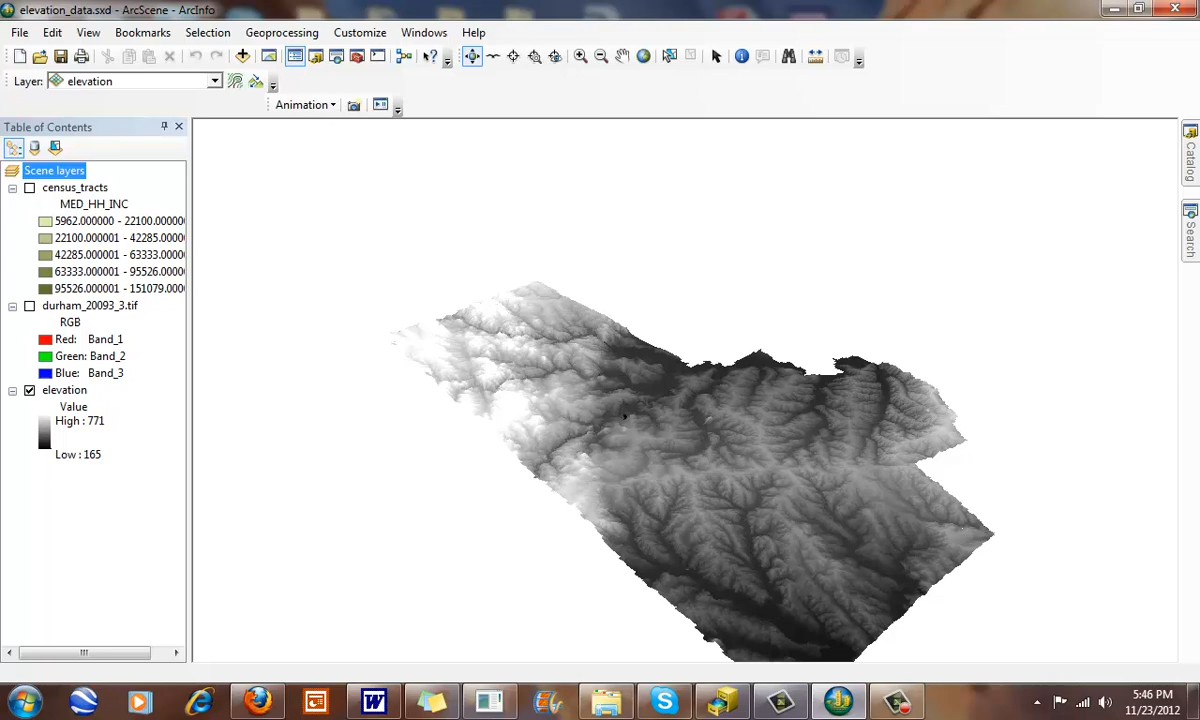 elevation_data.sxd - ArcScene - ArcInfo
File Edit View Bookmarks Selection Geoprocessing Customize Windows Help
Layer: elevation
Animation
Table of Contents
Scene layers
census_tracts
MED_HH_INC
5962.000000 - 22100.0000
22100.000001 - 42285.000
42285.000001 - 63333.000
63333.000001 - 95526.000
95526.000001 - 151079.00
durham_20093_3.tif
RGB
Red: Band_1
Green: Band_2
Blue: Band_3
elevation
Value
High : 771
Low : 165
Catalog
Search
5:46 PM
11/23/2012